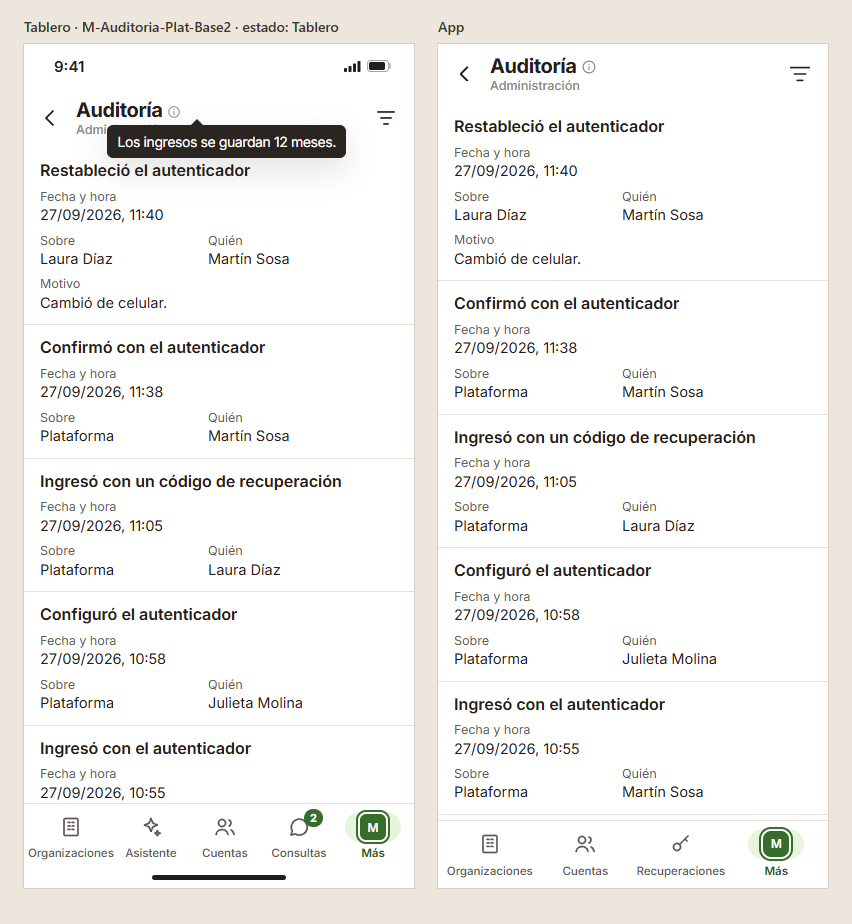 Tablero · M-Auditoria-Plat-Base2 · estado: Tablero
9:41
Auditoría
Admi
Los ingresos se guardan 12 meses.
Restableció el autenticador
Fecha y hora
27/09/2026, 11:40
Sobre Quién
Laura Díaz Martín Sosa
Motivo
Cambió de celular.
Confirmó con el autenticador
Fecha y hora
27/09/2026, 11:38
Sobre Quién
Plataforma Martín Sosa
Ingresó con un código de recuperación
Fecha y hora
27/09/2026, 11:05
Sobre Quién
Plataforma Laura Díaz
Configuró el autenticador
Fecha y hora
27/09/2026, 10:58
Sobre Quién
Plataforma Julieta Molina
Ingresó con el autenticador
Fecha y hora
27/09/2026, 10:55
2
M
Organizaciones Asistente Cuentas Consultas Más
App
Auditoría
Administración
Restableció el autenticador
Fecha y hora
27/09/2026, 11:40
Sobre Quién
Laura Díaz Martín Sosa
Motivo
Cambió de celular.
Confirmó con el autenticador
Fecha y hora
27/09/2026, 11:38
Sobre Quién
Plataforma Martín Sosa
Ingresó con un código de recuperación
Fecha y hora
27/09/2026, 11:05
Sobre Quién
Plataforma Laura Díaz
Configuró el autenticador
Fecha y hora
27/09/2026, 10:58
Sobre Quién
Plataforma Julieta Molina
Ingresó con el autenticador
Fecha y hora
27/09/2026, 10:55
Sobre Quién
Plataforma Martín Sosa
M
Organizaciones Cuentas Recuperaciones Más